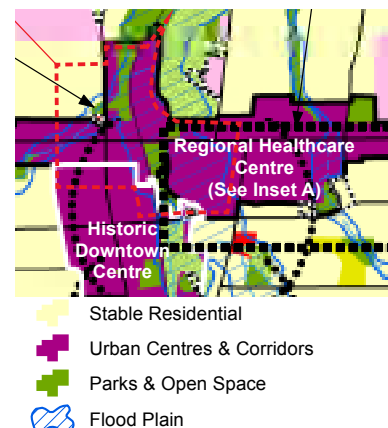 Regional Healthcare
Centre
(See Inset A)
Historic
Downtown
Centre
Stable Residential
Urban Centres & Corridors
Parks & Open Space
Flood Plain